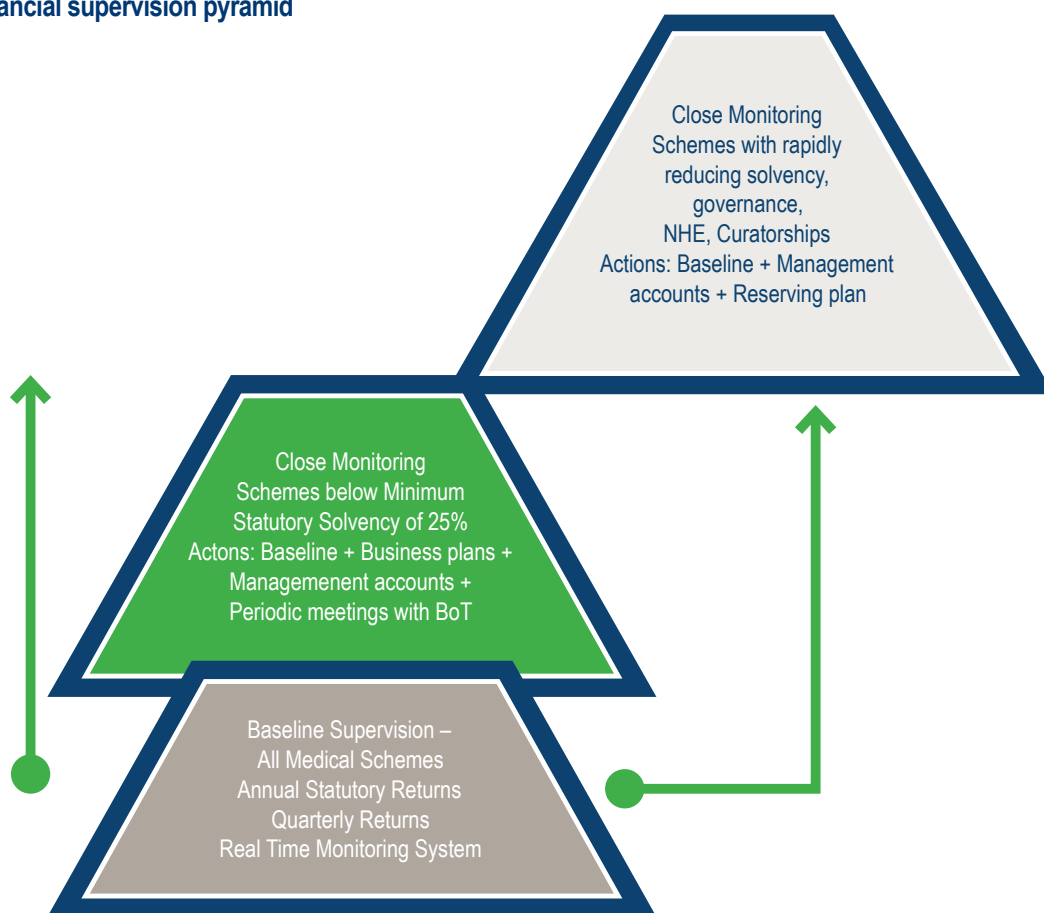 ancial supervision pyramid
Close Monitoring
Schemes with rapidly
reducing solvency,
governance,
NHE, Curatorships
Actions: Baseline + Management
accounts + Reserving plan
Close Monitoring
Schemes below Minimum
Statutory Solvency of 25%
Actons: Baseline + Business plans +
Managemenent accounts +
Periodic meetings with BoT
Baseline Supervision –
All Medical Schemes
Annual Statutory Returns
Quarterly Returns
Real Time Monitoring System